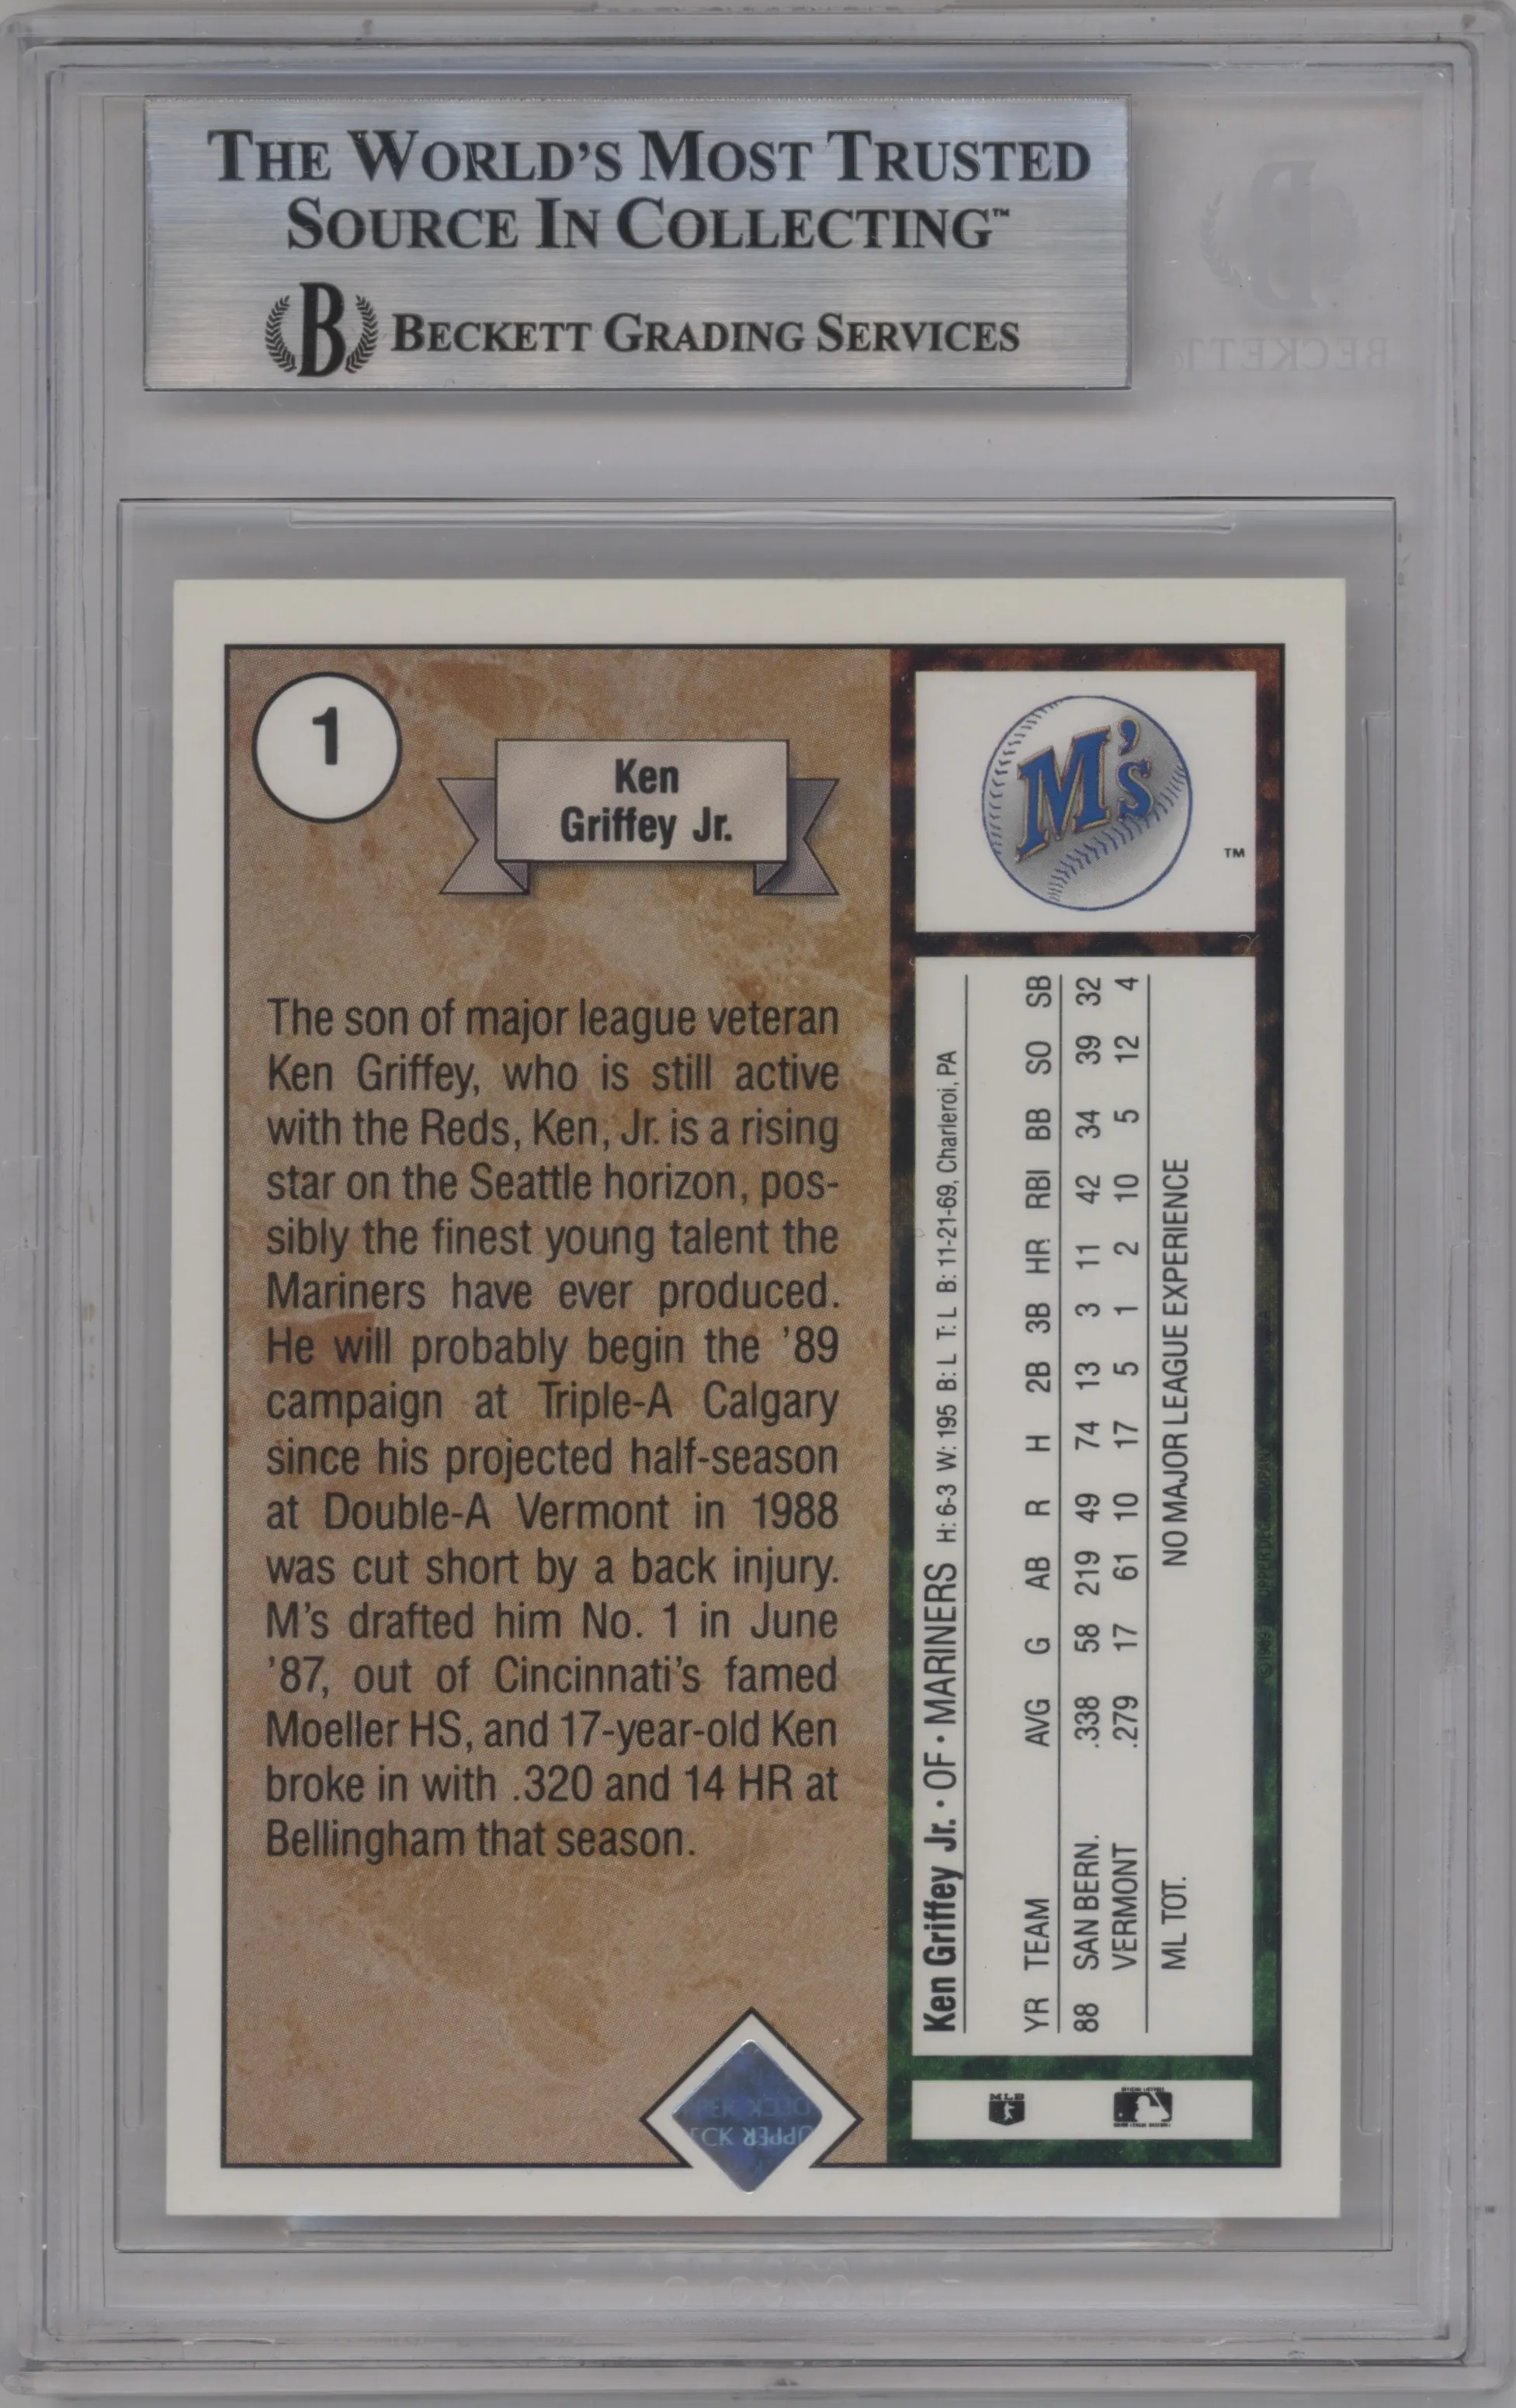 THE WORLD'S MOST TRUSTED
SOURCE IN COLLECTING™
B BECKETT GRADING SERVICES
BECKETT
1
Ken
Griffey Jr.
M's
TM
The son of major league veteran
Ken Griffey, who is still active
with the Reds, Ken, Jr. is a rising
star on the Seattle horizon, pos-
sibly the finest young talent the
Mariners have ever produced.
He will probably begin the '89
campaign at Triple-A Calgary
since his projected half-season
at Double-A Vermont in 1988
was cut short by a back injury.
M's drafted him No. 1 in June
'87, out of Cincinnati's famed
Moeller HS, and 17-year-old Ken
broke in with .320 and 14 HR at
Bellingham that season.
Ken Griffey Jr. • OF • MARINERS H: 6-3 W: 195 B: L T: L B: 11-21-69, Charleroi, PA
YR TEAM AVG G AB R H 2B 3B HR RBI BB SO SB
88 SAN BERN. .338 58 219 49 74 13 3 11 42 34 39 32
VERMONT .279 17 61 10 17 5 1 2 10 5 12 4
ML TOT. NO MAJOR LEAGUE EXPERIENCE
© 1989 UPPER DECK COMPANY
DECK
UPPER
MLB